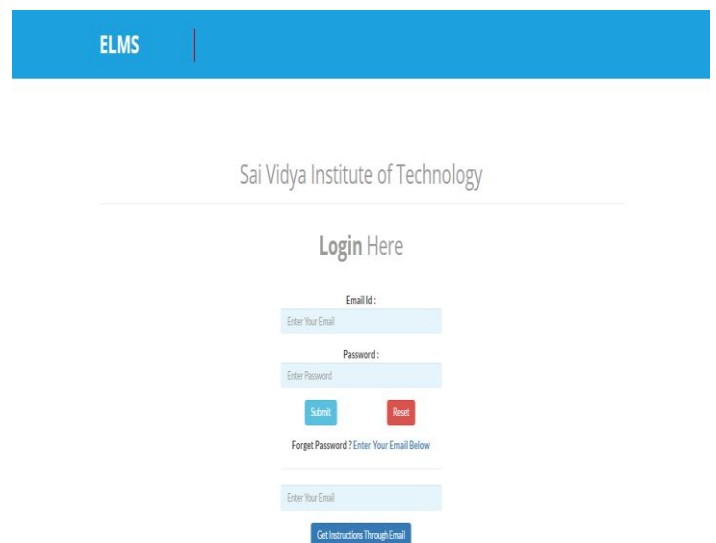 ELMS
Sai Vidya Institute of Technology
Login Here
Email Id :
Enter Your Email
Password :
Enter Password
Submit Reset
Forget Password ? Enter Your Email Below
Enter Your Email
Get Instructions Through Email